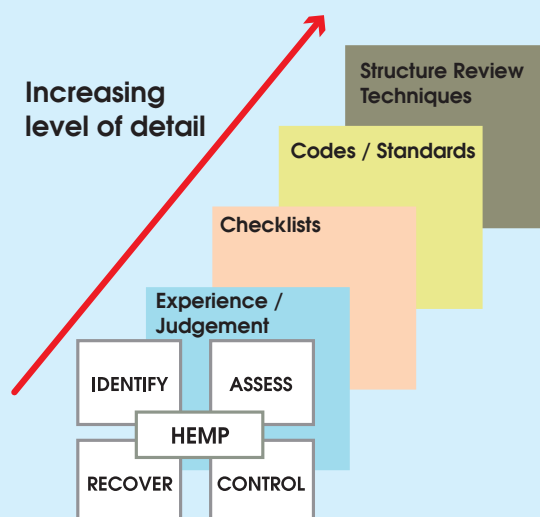 Increasing
level of detail
Structure Review
Techniques
Codes / Standards
Checklists
Experience /
Judgement
IDENTIFY
ASSESS
HEMP
RECOVER
CONTROL